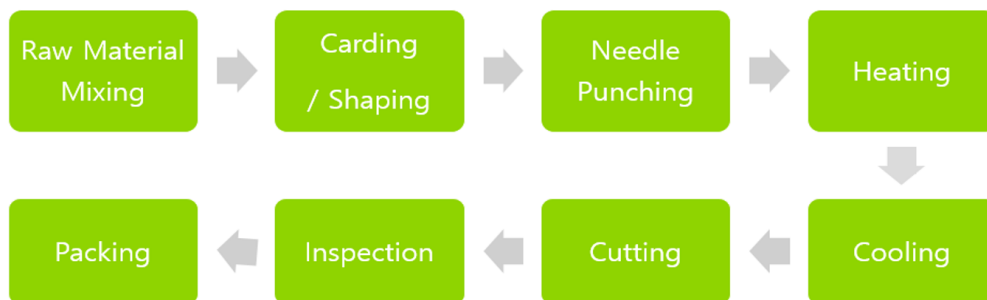 Raw Material
Mixing
Carding
/ Shaping
Needle
Punching
Heating
Cooling
Cutting
Inspection
Packing